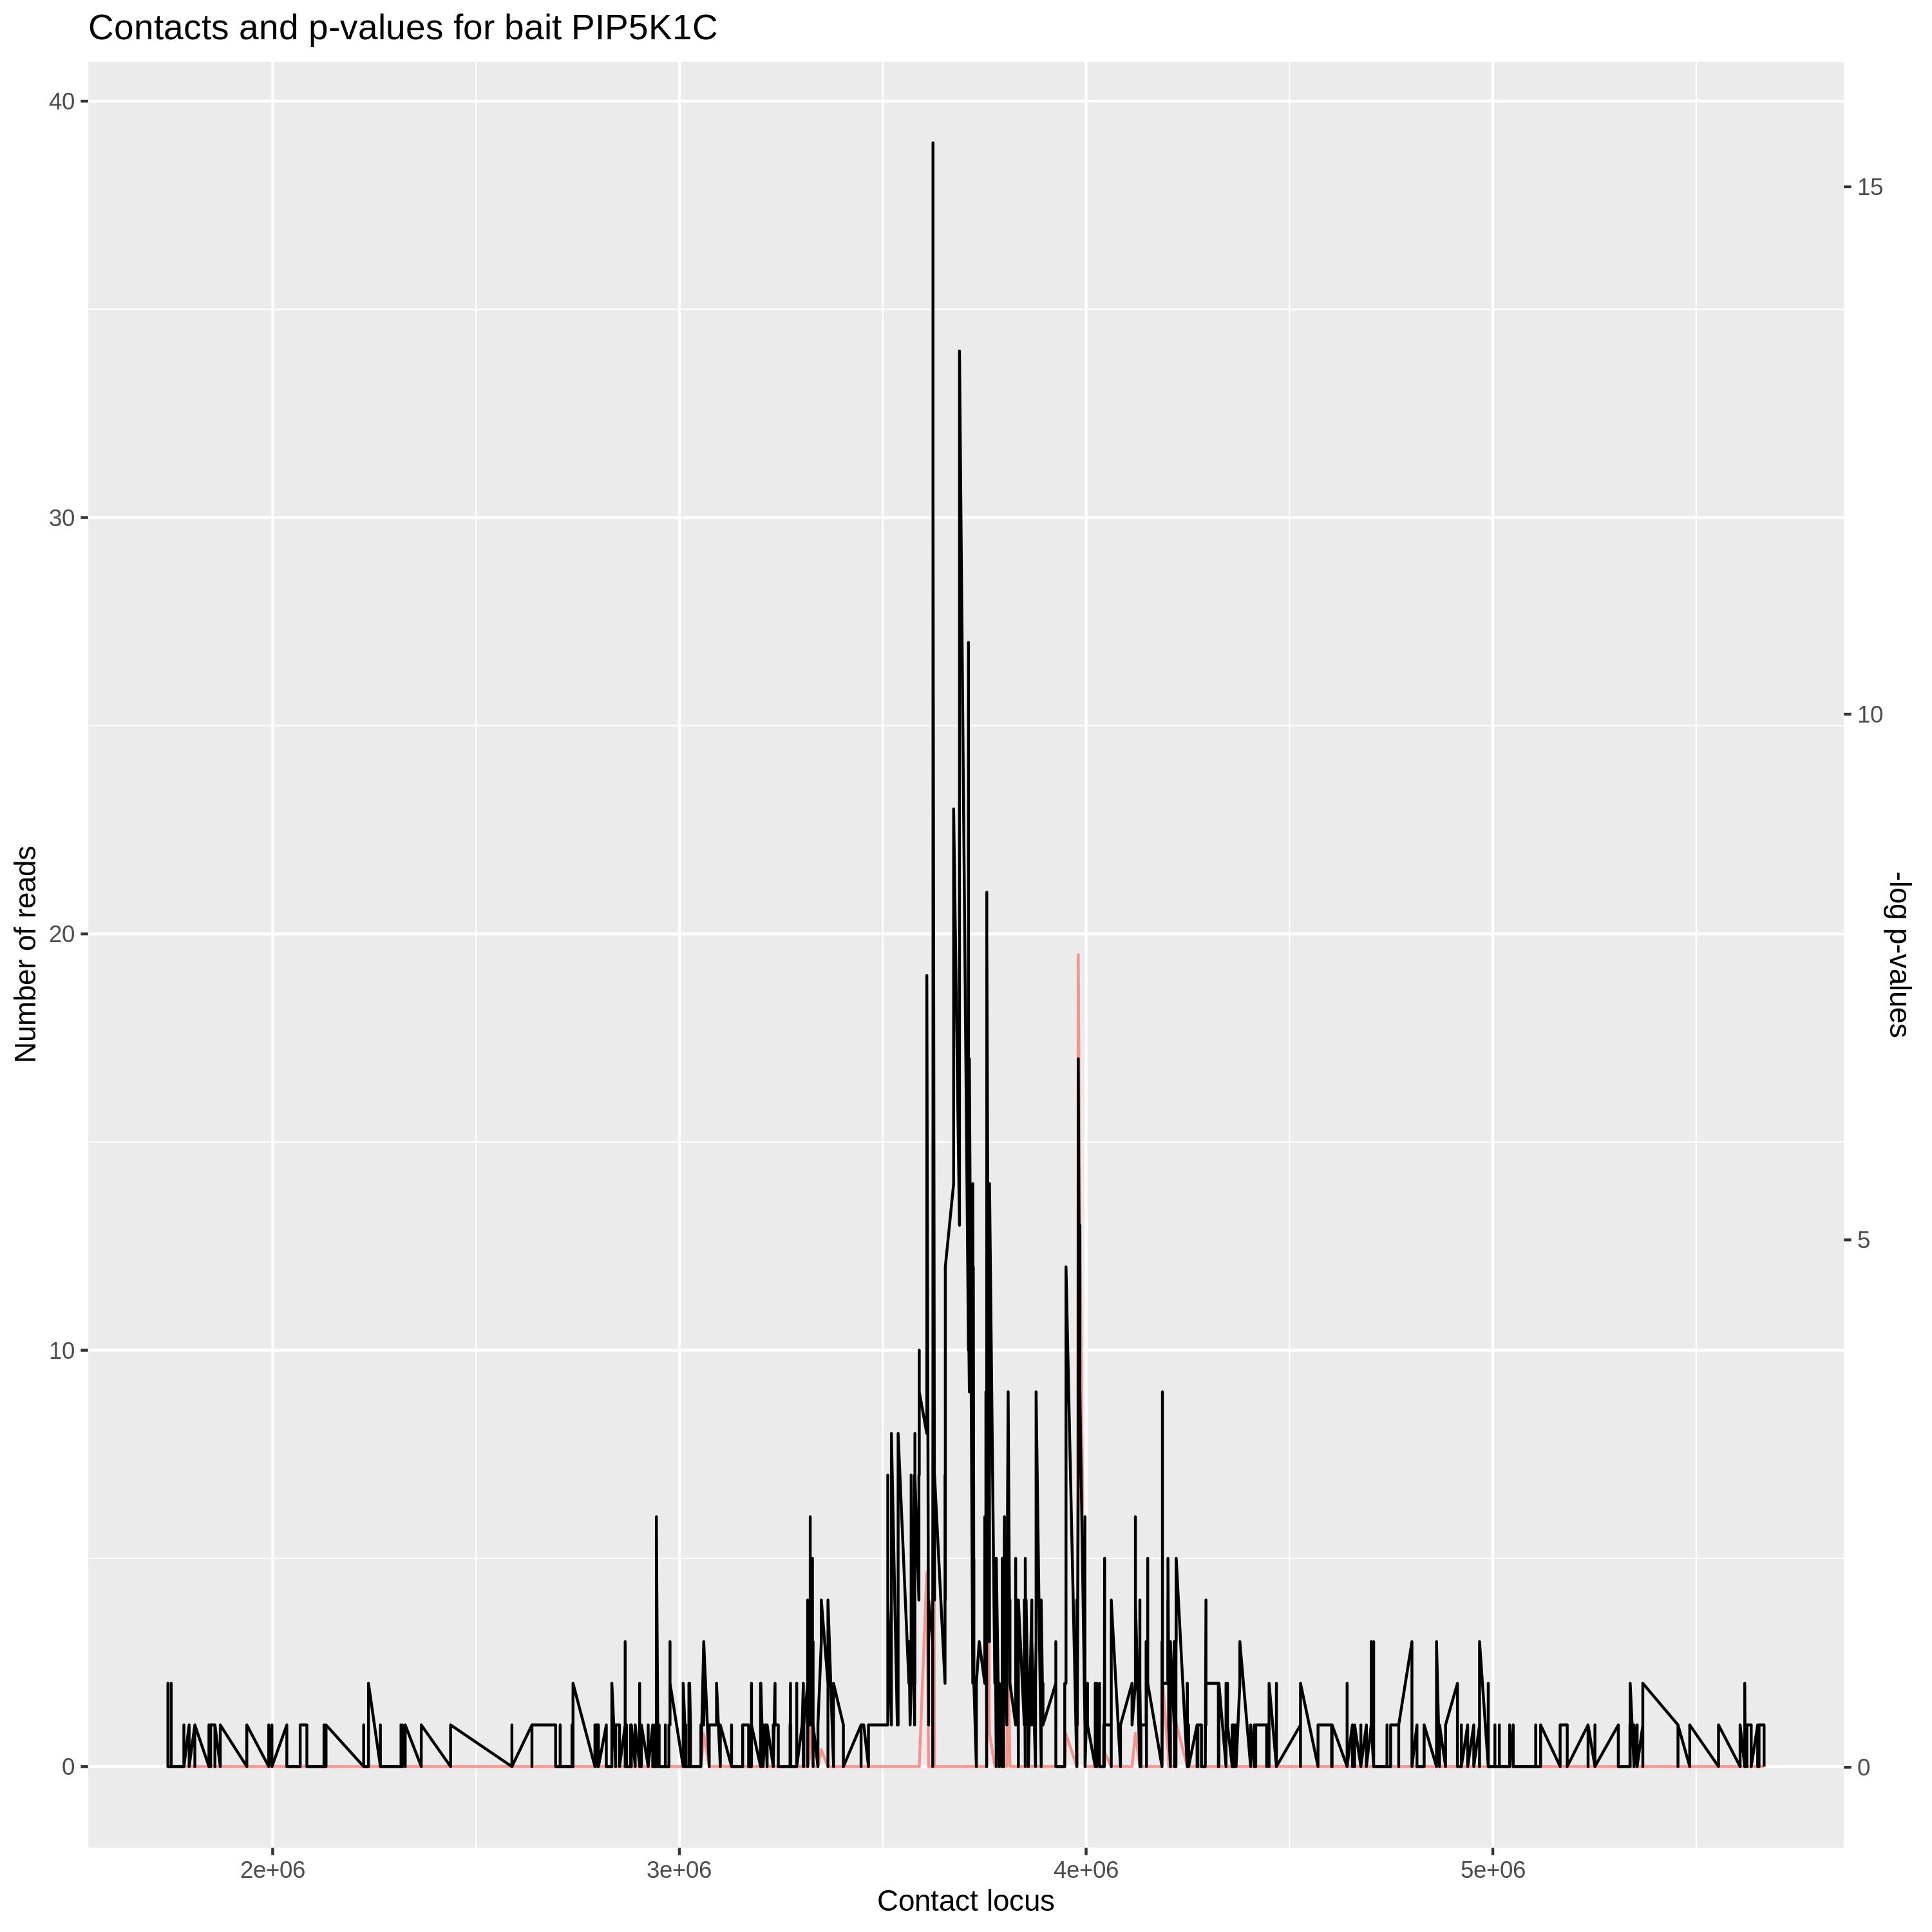 Contacts and p-values for bait PIP5K1C
40
30
20
10
0
Number of reads
15
10
5
0
-log p-values
2e+06
3e+06
4e+06
5e+06
Contact locus